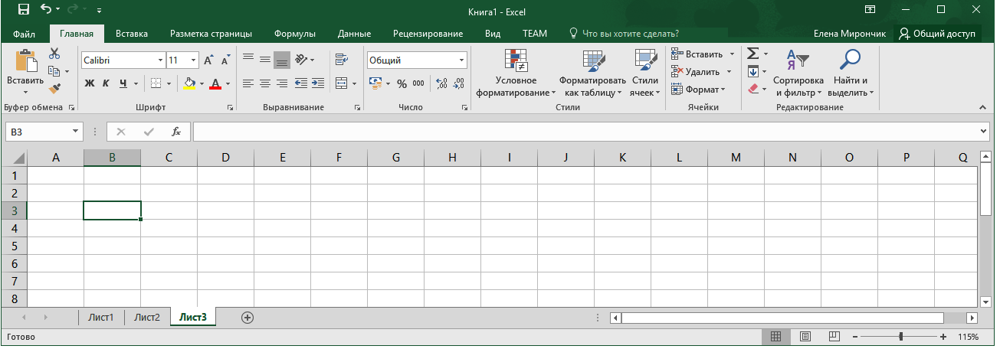 Книга1 - Excel
Файл Главная Вставка Разметка страницы Формулы Данные Рецензирование Вид TEAM Что вы хотите сделать? Елена Мирончик Общий доступ
Вставить
Calibri 11
Ж К Ч А
Общий
% 000
Условное форматирование
Форматировать как таблицу
Стили ячеек
Вставить
Удалить
Формат
Сортировка и фильтр
Найти и выделить
Буфер обмена Шрифт Выравнивание Число Стили Ячейки Редактирование
B3 fx
A B C D E F G H I J K L M N O P Q
1
2
3
4
5
6
7
8
Лист1 Лист2 Лист3
Готово 115%